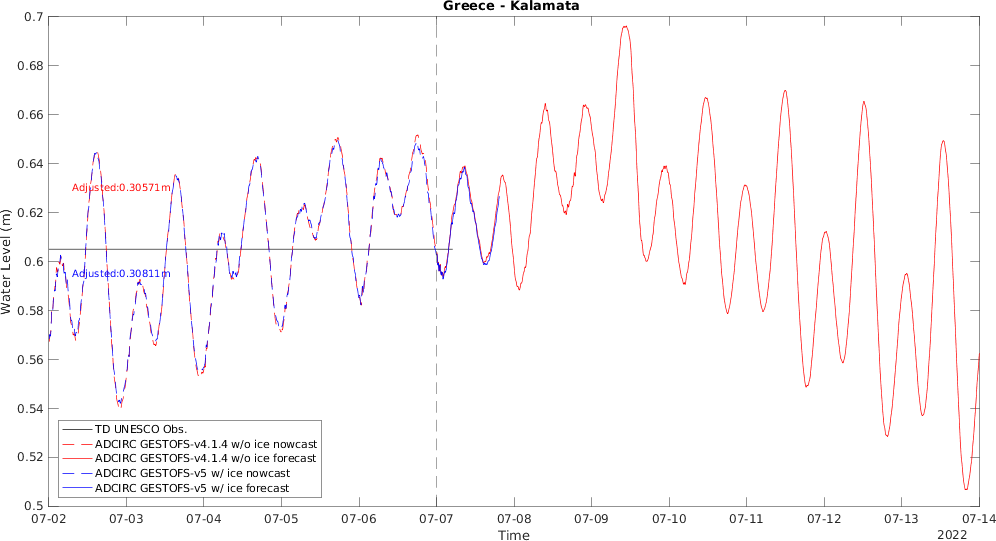 Greece - Kalamata
0.7
0.68
0.66
0.64
0.62
0.6
0.58
0.56
0.54
0.52
0.5
Water Level (m)
Adjusted:0.30571m
Adjusted:0.30811m
TD UNESCO Obs.
ADCIRC GESTOFS-v4.1.4 w/o ice nowcast
ADCIRC GESTOFS-v4.1.4 w/o ice forecast
ADCIRC GESTOFS-v5 w/ ice nowcast
ADCIRC GESTOFS-v5 w/ ice forecast
07-02 07-03 07-04 07-05 07-06 07-07 07-08 07-09 07-10 07-11 07-12 07-13 07-14
Time
2022